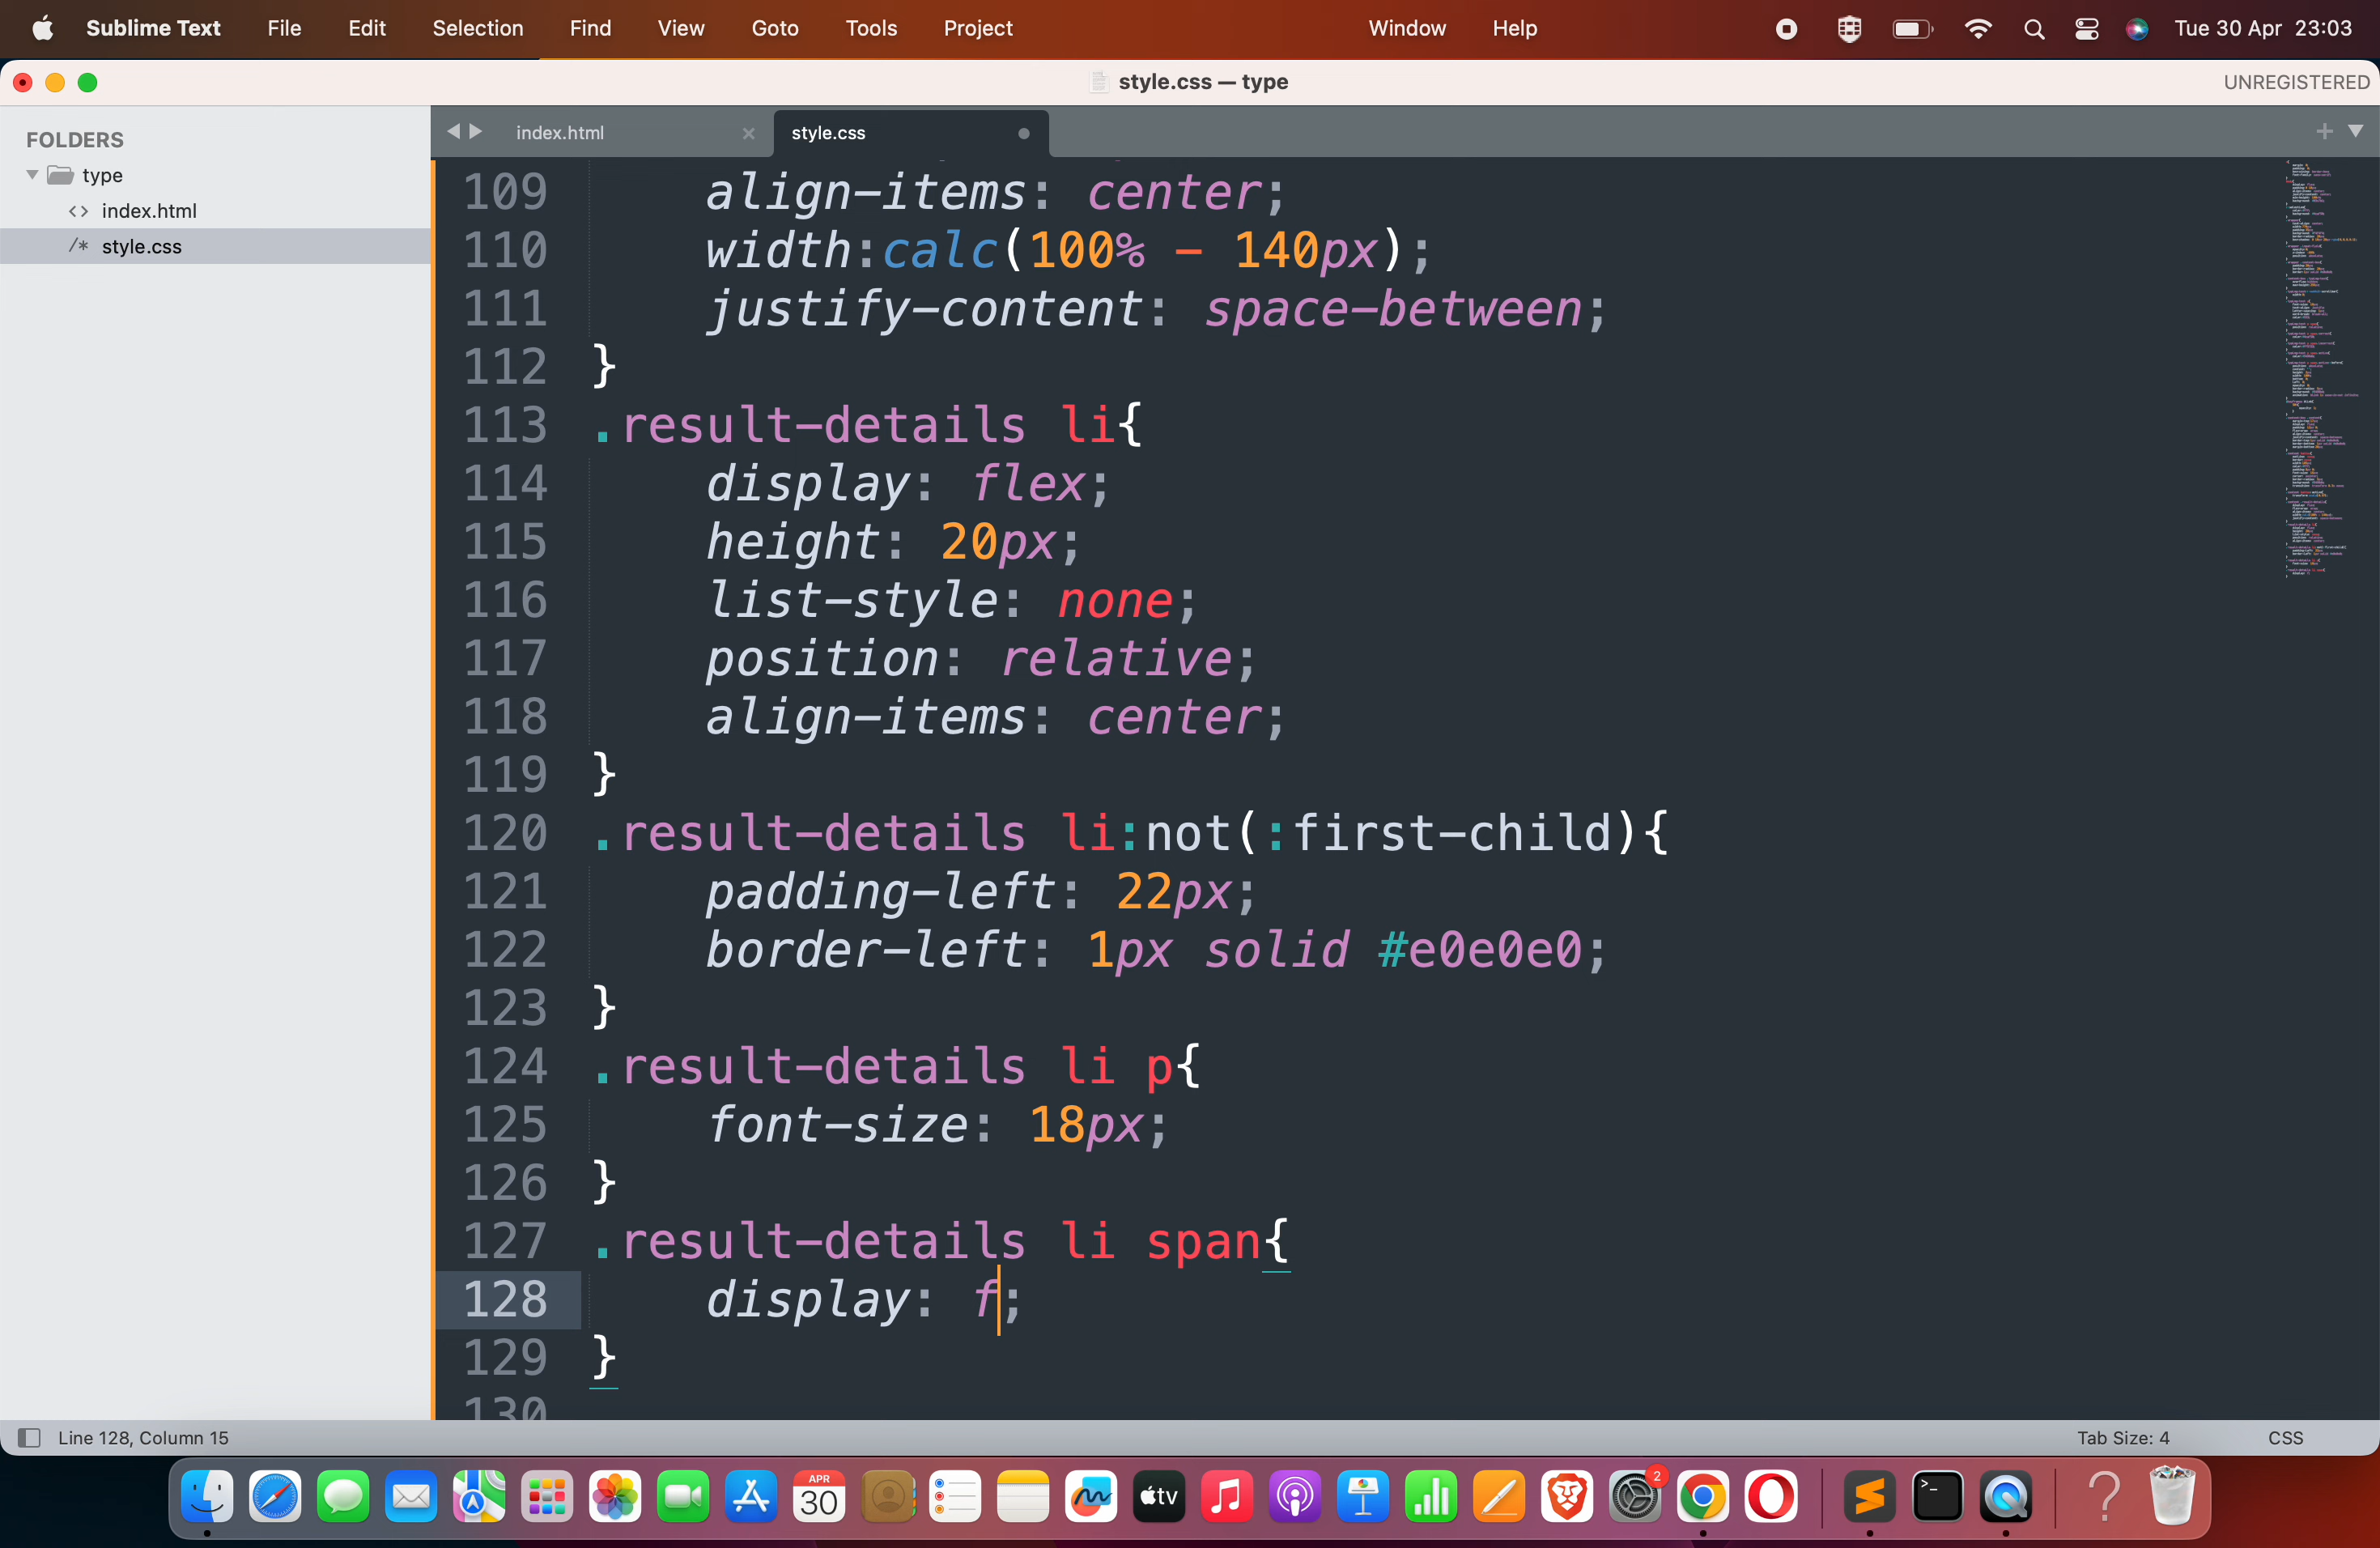 Sublime Text File Edit Selection Find View Goto Tools Project Window Help Tue 30 Apr 23:03
style.css — type UNREGISTERED
FOLDERS
type
<> index.html
/* style.css
index.html
style.css
109 align-items: center;
110 width:calc(100% - 140px);
111 justify-content: space-between;
112 }
113 .result-details li{
114 display: flex;
115 height: 20px;
116 list-style: none;
117 position: relative;
118 align-items: center;
119 }
120 .result-details li:not(:first-child){
121 padding-left: 22px;
122 border-left: 1px solid #e0e0e0;
123 }
124 .result-details li p{
125 font-size: 18px;
126 }
127 .result-details li span{
128 display: f;
129 }
130
Line 128, Column 15 Tab Size: 4 CSS
APR
30
tv
2